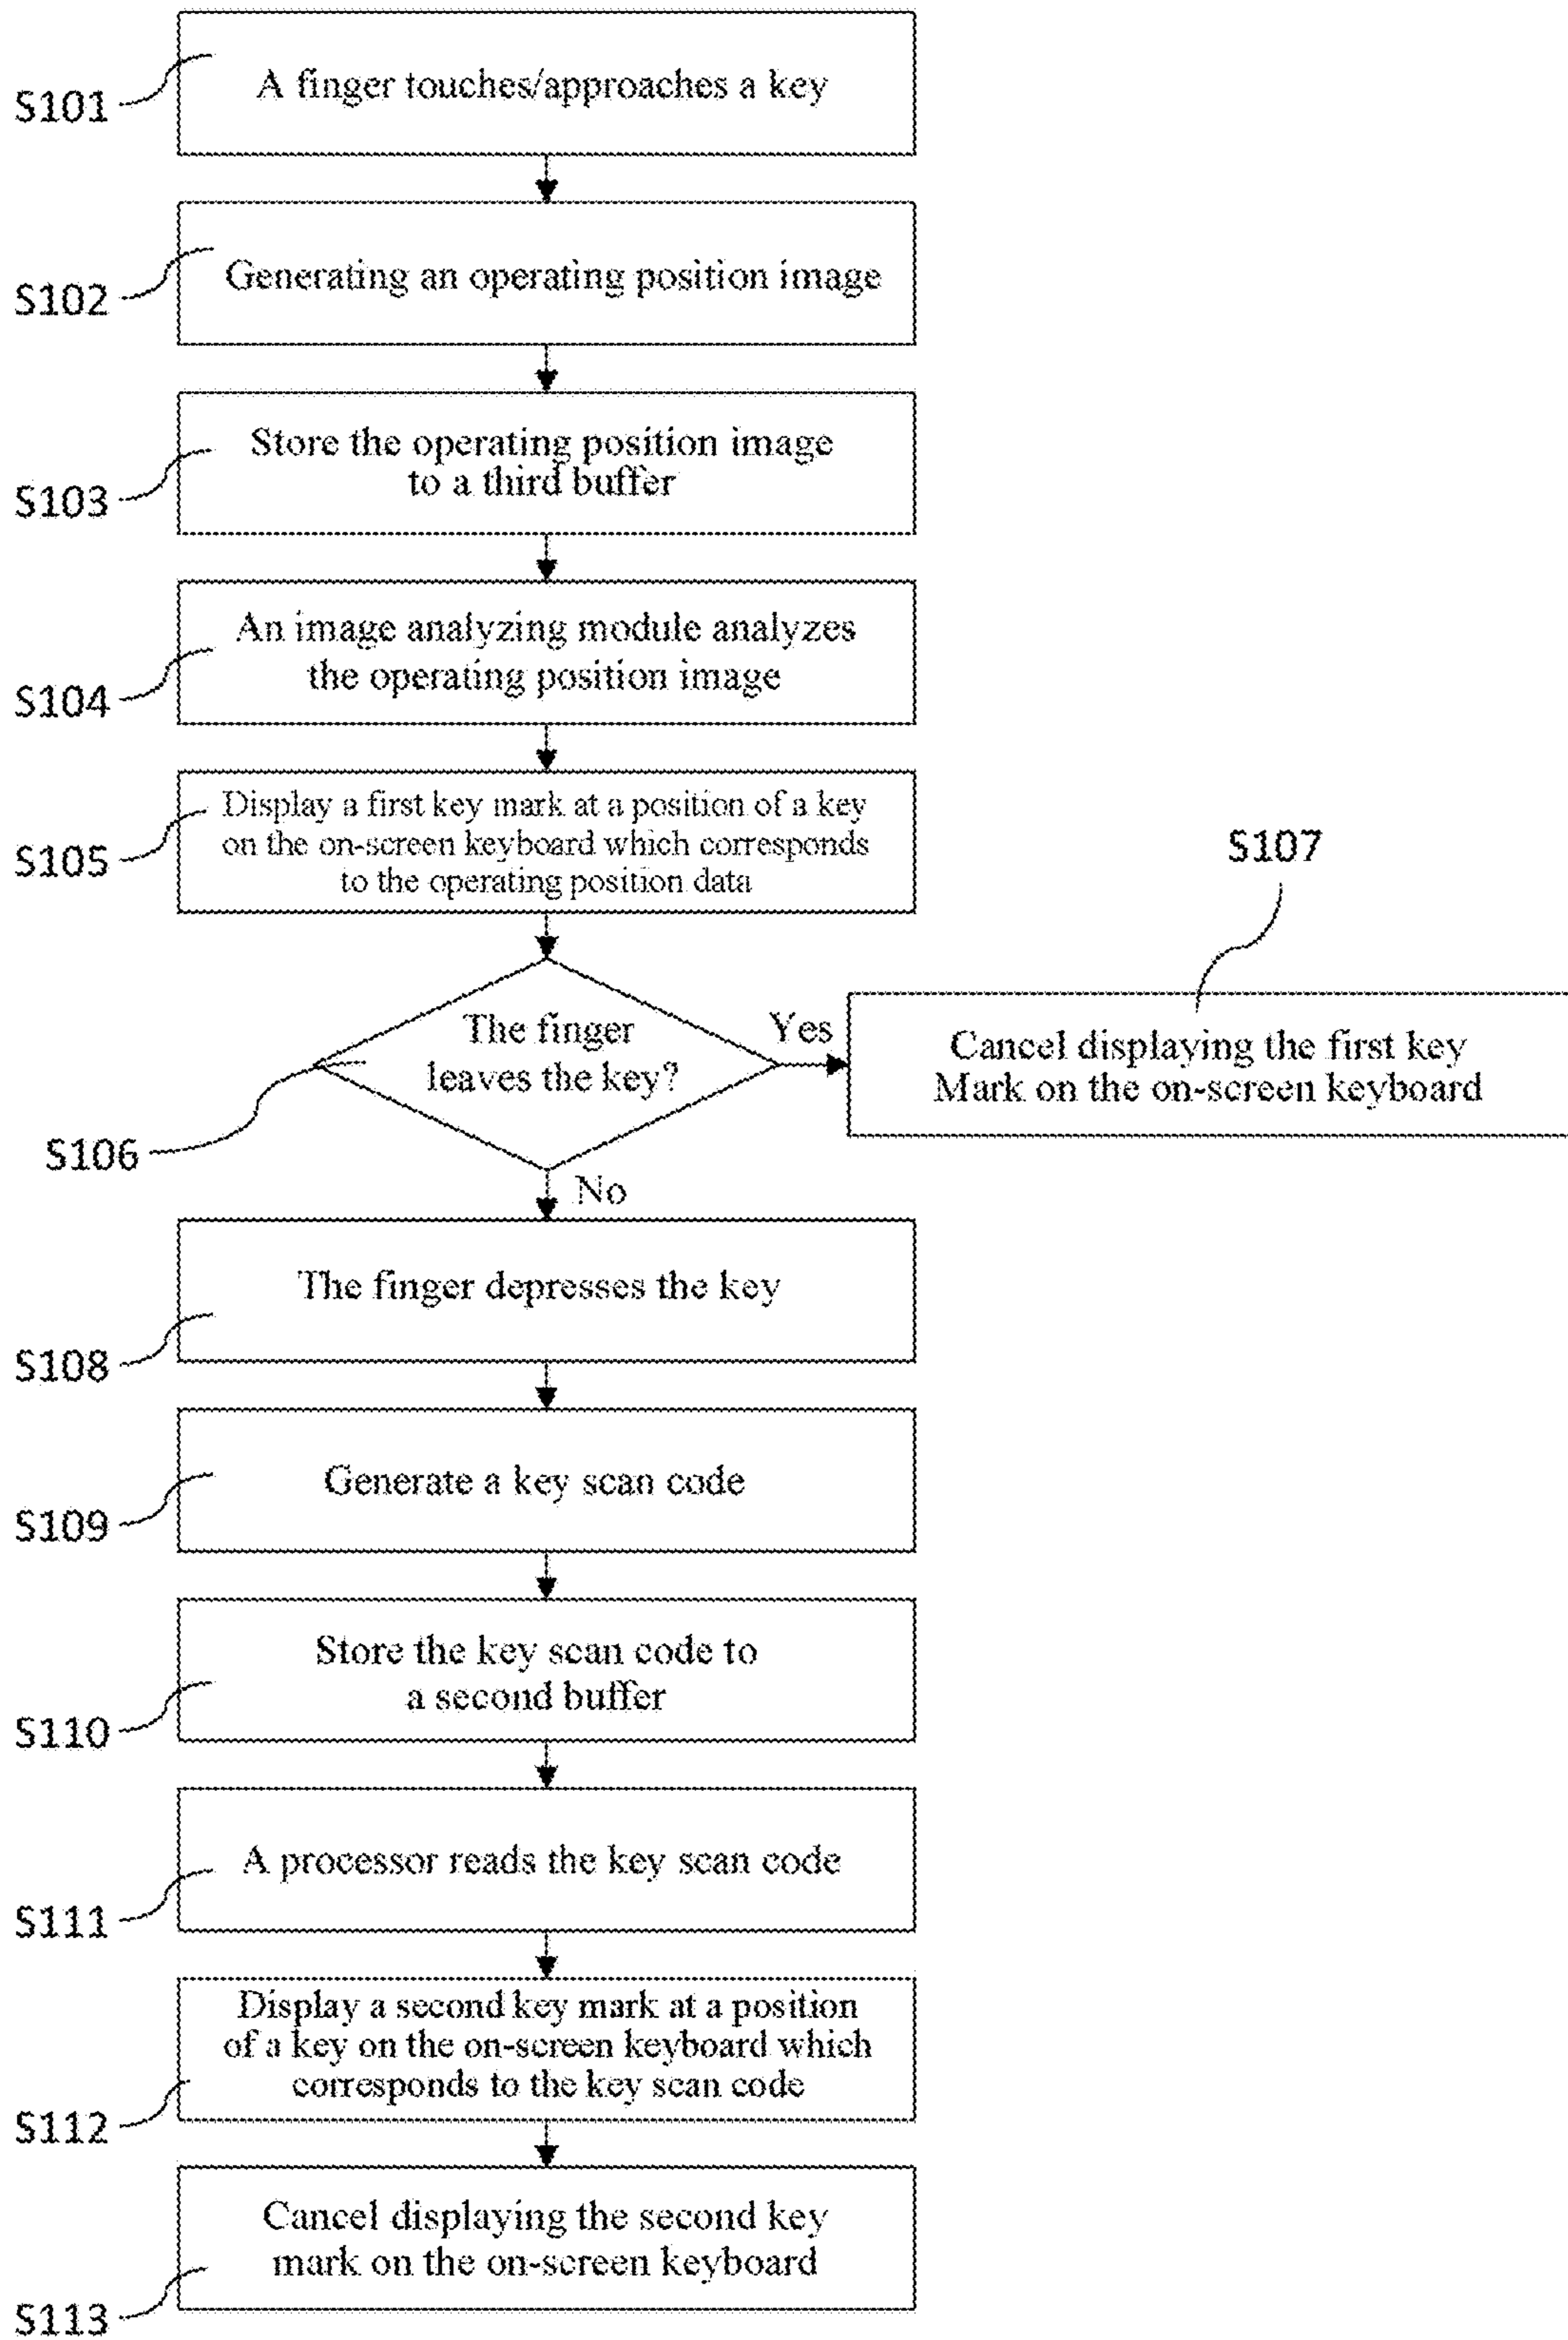 S101
A finger touches/approaches a key
S102
Generating an operating position image
S103
Store the operating position image
to a third buffer
S104
An image analyzing module analyzes
the operating position image
S105
Display a first key mark at a position of a key
on the on-screen keyboard which corresponds
to the operating position data
S106
The finger
leaves the key?
Yes
S107
Cancel displaying the first key
Mark on the on-screen keyboard
No
S108
The finger depresses the key
S109
Generate a key scan code
S110
Store the key scan code to
a second buffer
S111
A processor reads the key scan code
S112
Display a second key mark at a position
of a key on the on-screen keyboard which
corresponds to the key scan code
S113
Cancel displaying the second key
mark on the on-screen keyboard